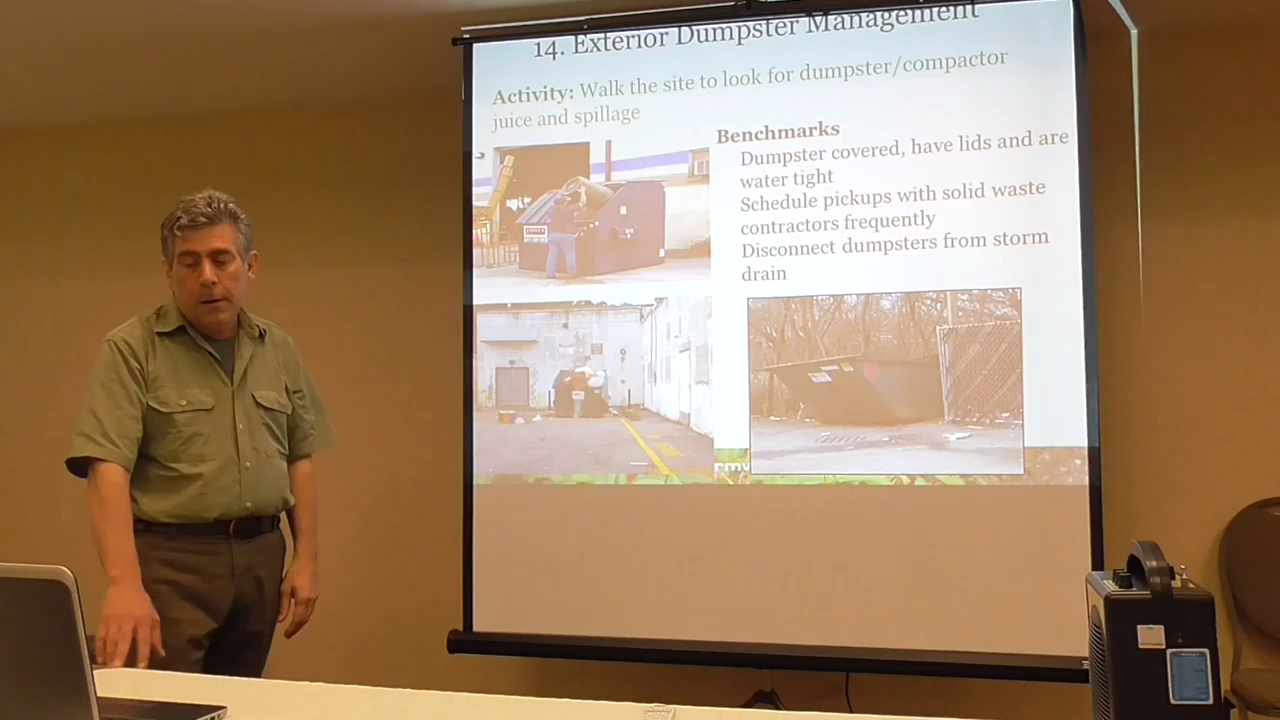 14. Exterior Dumpster Management
Activity: Walk the site to look for dumpster/compactor
juice and spillage
Benchmarks
Dumpster covered, have lids and are
water tight
Schedule pickups with solid waste
contractors frequently
Disconnect dumpsters from storm
drain